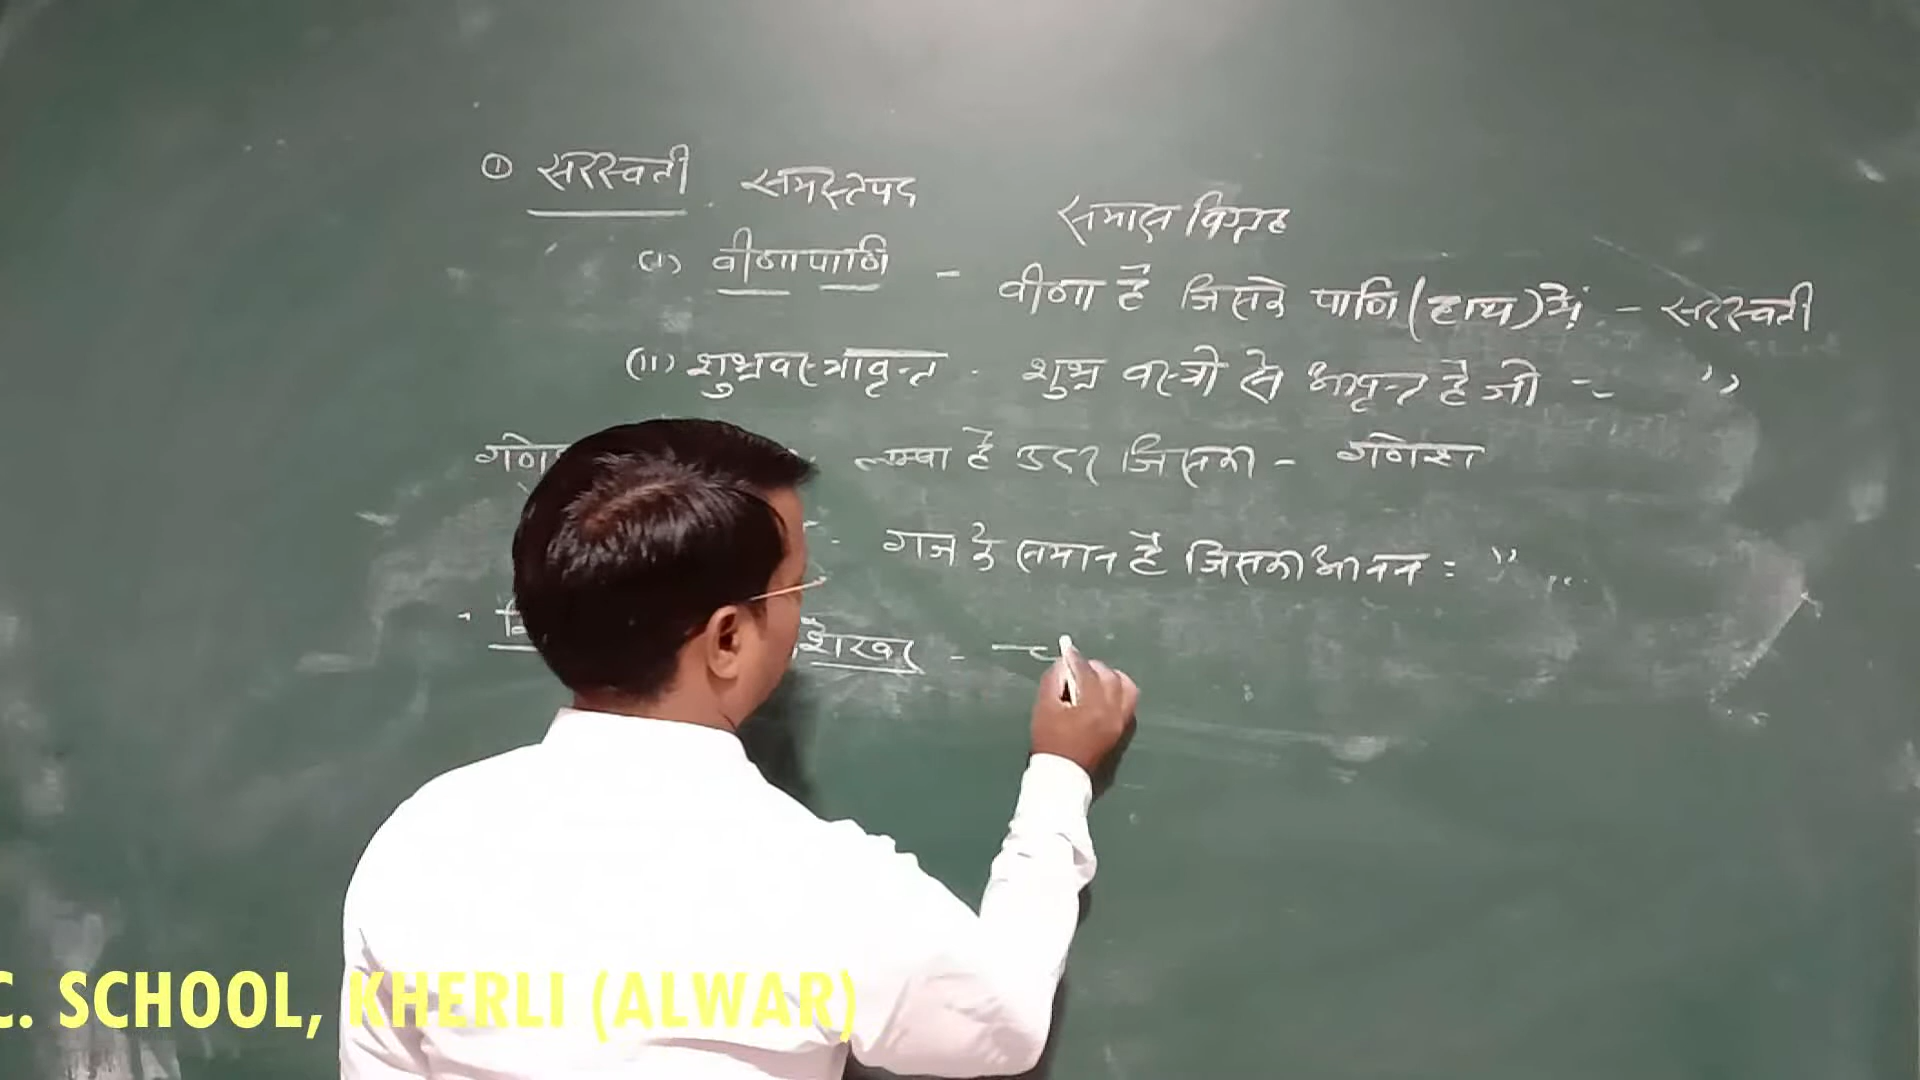 ① सरस्वती समस्तपद समास विग्रह
(i) वीणापाणि - वीणा है जिसके पाणि (हाथ) में - सरस्वती
(ii) शुभ्रवस्त्रावृत्त - शुभ्र वस्त्रो से आवृत्त है जो - ”
लम्बा है उदर जिसका - गणेश
गज के समान है जिसका आनन = ” ”
शेखर -
C. SCHOOL, KHERLI (ALWAR)